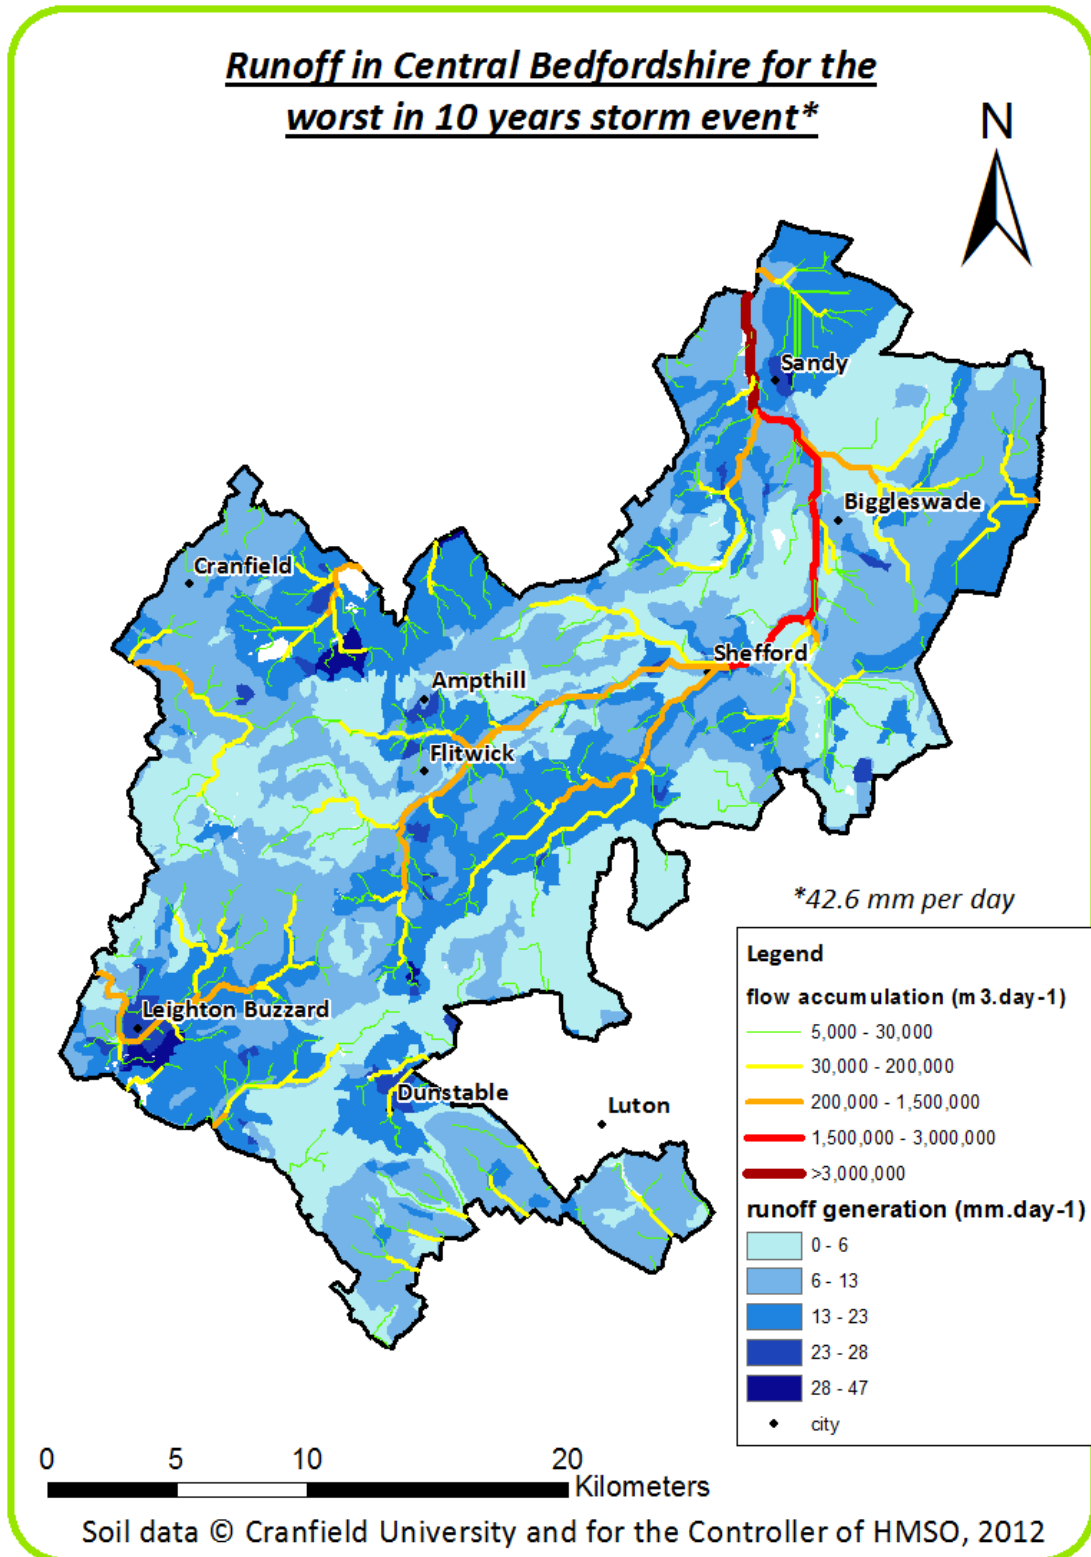 Runoff in Central Bedfordshire for the
worst in 10 years storm event*
N
Sandy
Biggleswade
Cranfield
Shefford
Ampthill
Flitwick
*42.6 mm per day
Legend
flow accumulation (m3.day-1)
5,000 - 30,000
30,000 - 200,000
200,000 - 1,500,000
1,500,000 - 3,000,000
>3,000,000
runoff generation (mm.day-1)
0 - 6
6 - 13
13 - 23
23 - 28
28 - 47
city
Leighton Buzzard
Dunstable
Luton
0 5 10 20
Kilometers
Soil data © Cranfield University and for the Controller of HMSO, 2012